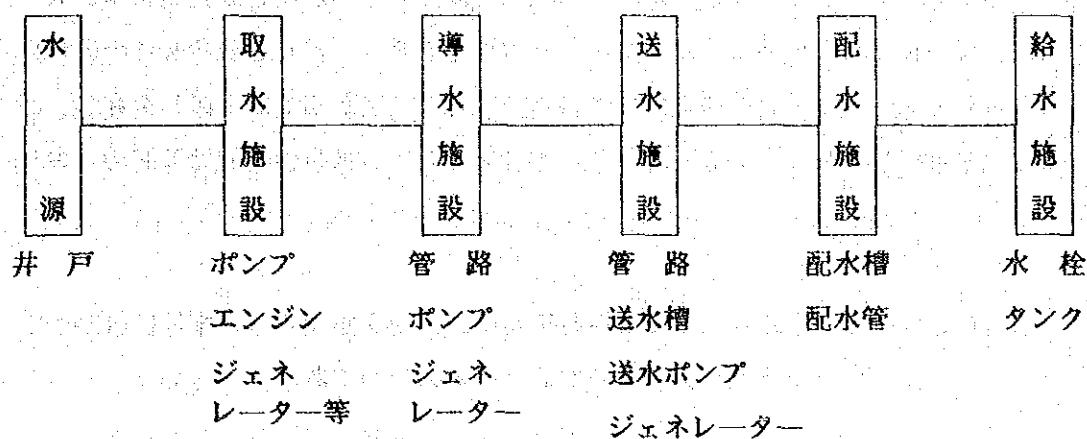 水源
取水施設
導水施設
送水施設
配水施設
給水施設
井戸
ポンプ
エンジン
ジェネ
レーター等
管路
ポンプ
ジェネ
レーター
管路
送水槽
送水ポンプ
ジェネレーター
配水槽
配水管
水栓
タンク